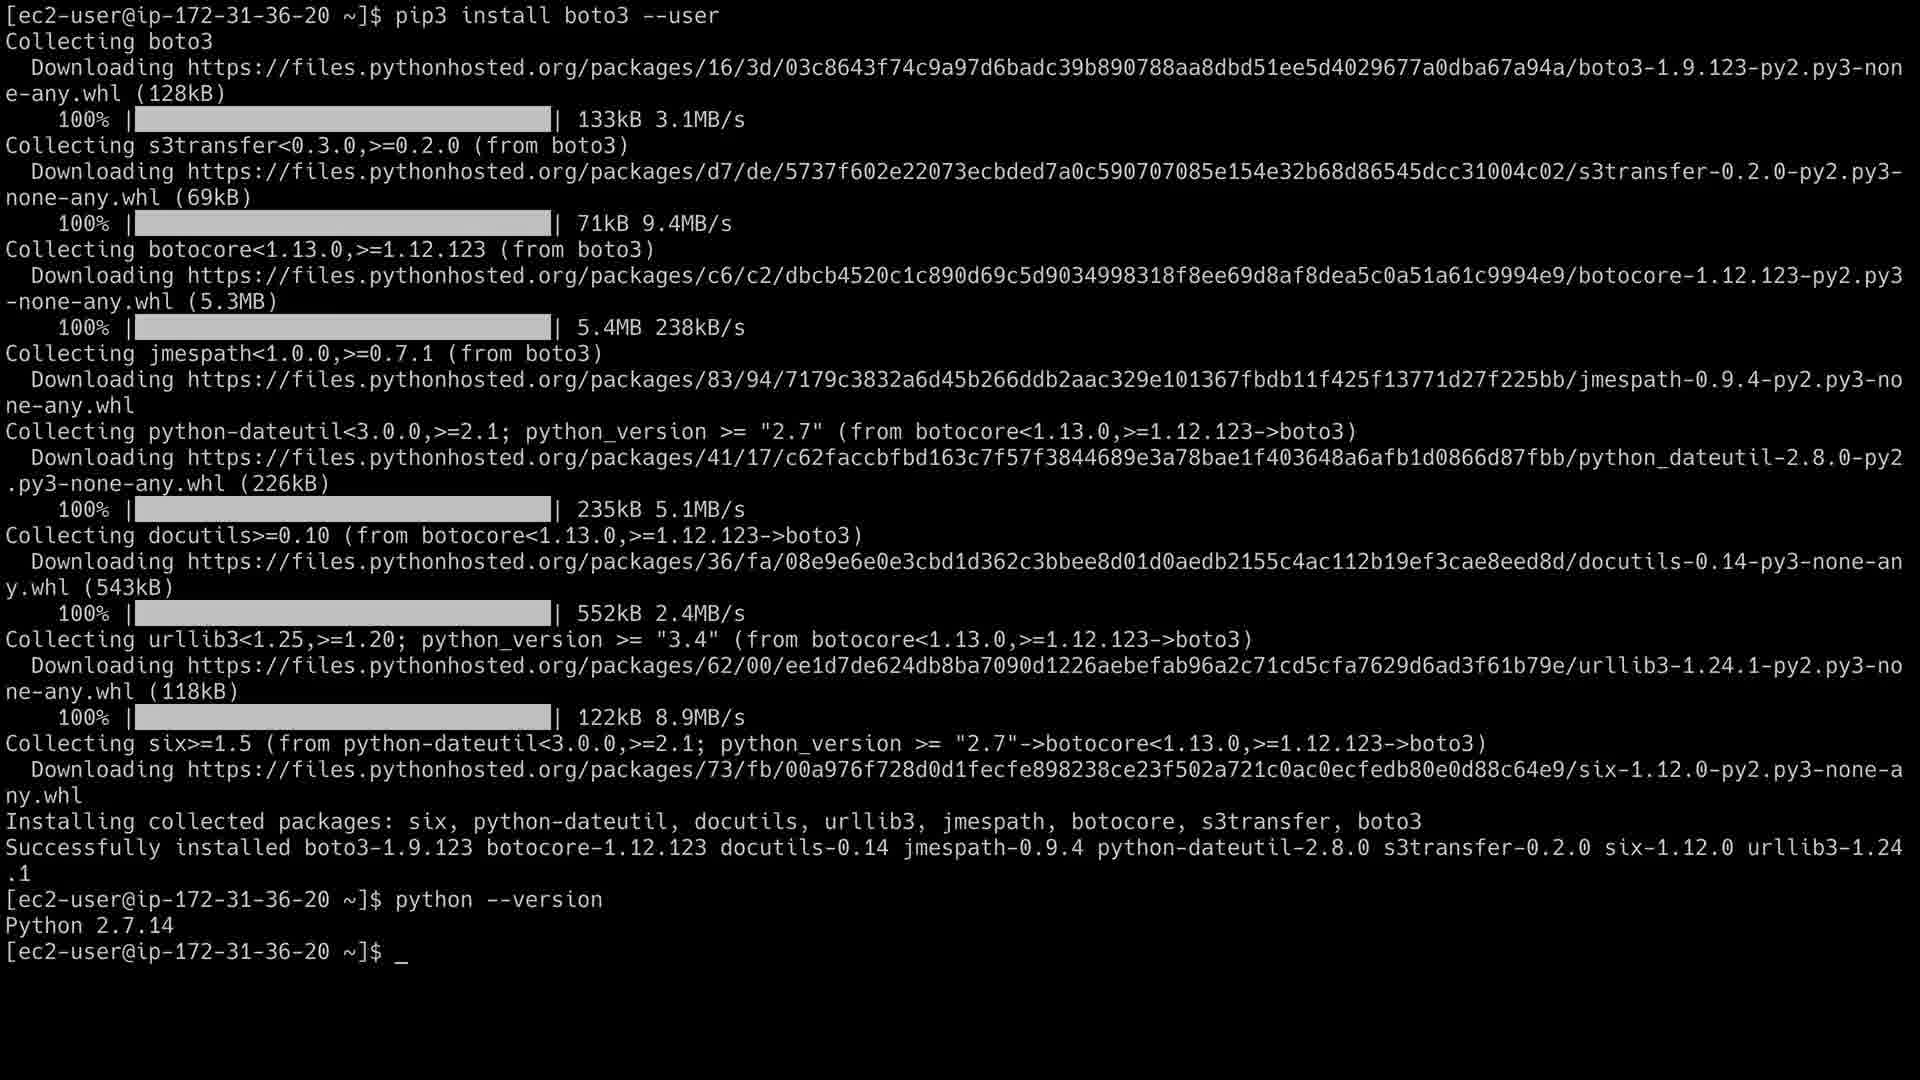 [ec2-user@ip-172-31-36-20 ~]$ pip3 install boto3 --user
Collecting boto3
  Downloading https://files.pythonhosted.org/packages/16/3d/03c8643f74c9a97d6badc39b890788aa8dbd51ee5d4029677a0dba67a94a/boto3-1.9.123-py2.py3-non
e-any.whl (128kB)
    100% |████████████████████████████████| 133kB 3.1MB/s
Collecting s3transfer<0.3.0,>=0.2.0 (from boto3)
  Downloading https://files.pythonhosted.org/packages/d7/de/5737f602e22073ecbded7a0c590707085e154e32b68d86545dcc31004c02/s3transfer-0.2.0-py2.py3-
none-any.whl (69kB)
    100% |████████████████████████████████| 71kB 9.4MB/s
Collecting botocore<1.13.0,>=1.12.123 (from boto3)
  Downloading https://files.pythonhosted.org/packages/c6/c2/dbcb4520c1c890d69c5d9034998318f8ee69d8af8dea5c0a51a61c9994e9/botocore-1.12.123-py2.py3
-none-any.whl (5.3MB)
    100% |████████████████████████████████| 5.4MB 238kB/s
Collecting jmespath<1.0.0,>=0.7.1 (from boto3)
  Downloading https://files.pythonhosted.org/packages/83/94/7179c3832a6d45b266ddb2aac329e101367fbdb11f425f13771d27f225bb/jmespath-0.9.4-py2.py3-no
ne-any.whl
Collecting python-dateutil<3.0.0,>=2.1; python_version >= "2.7" (from botocore<1.13.0,>=1.12.123->boto3)
  Downloading https://files.pythonhosted.org/packages/41/17/c62faccbfbd163c7f57f3844689e3a78bae1f403648a6afb1d0866d87fbb/python_dateutil-2.8.0-py2
.py3-none-any.whl (226kB)
    100% |████████████████████████████████| 235kB 5.1MB/s
Collecting docutils>=0.10 (from botocore<1.13.0,>=1.12.123->boto3)
  Downloading https://files.pythonhosted.org/packages/36/fa/08e9e6e0e3cbd1d362c3bbee8d01d0aedb2155c4ac112b19ef3cae8eed8d/docutils-0.14-py3-none-an
y.whl (543kB)
    100% |████████████████████████████████| 552kB 2.4MB/s
Collecting urllib3<1.25,>=1.20; python_version >= "3.4" (from botocore<1.13.0,>=1.12.123->boto3)
  Downloading https://files.pythonhosted.org/packages/62/00/ee1d7de624db8ba7090d1226aebefab96a2c71cd5cfa7629d6ad3f61b79e/urllib3-1.24.1-py2.py3-no
ne-any.whl (118kB)
    100% |████████████████████████████████| 122kB 8.9MB/s
Collecting six>=1.5 (from python-dateutil<3.0.0,>=2.1; python_version >= "2.7"->botocore<1.13.0,>=1.12.123->boto3)
  Downloading https://files.pythonhosted.org/packages/73/fb/00a976f728d0d1fecfe898238ce23f502a721c0ac0ecfedb80e0d88c64e9/six-1.12.0-py2.py3-none-a
ny.whl
Installing collected packages: six, python-dateutil, docutils, urllib3, jmespath, botocore, s3transfer, boto3
Successfully installed boto3-1.9.123 botocore-1.12.123 docutils-0.14 jmespath-0.9.4 python-dateutil-2.8.0 s3transfer-0.2.0 six-1.12.0 urllib3-1.24
.1
[ec2-user@ip-172-31-36-20 ~]$ python --version
Python 2.7.14
[ec2-user@ip-172-31-36-20 ~]$ _